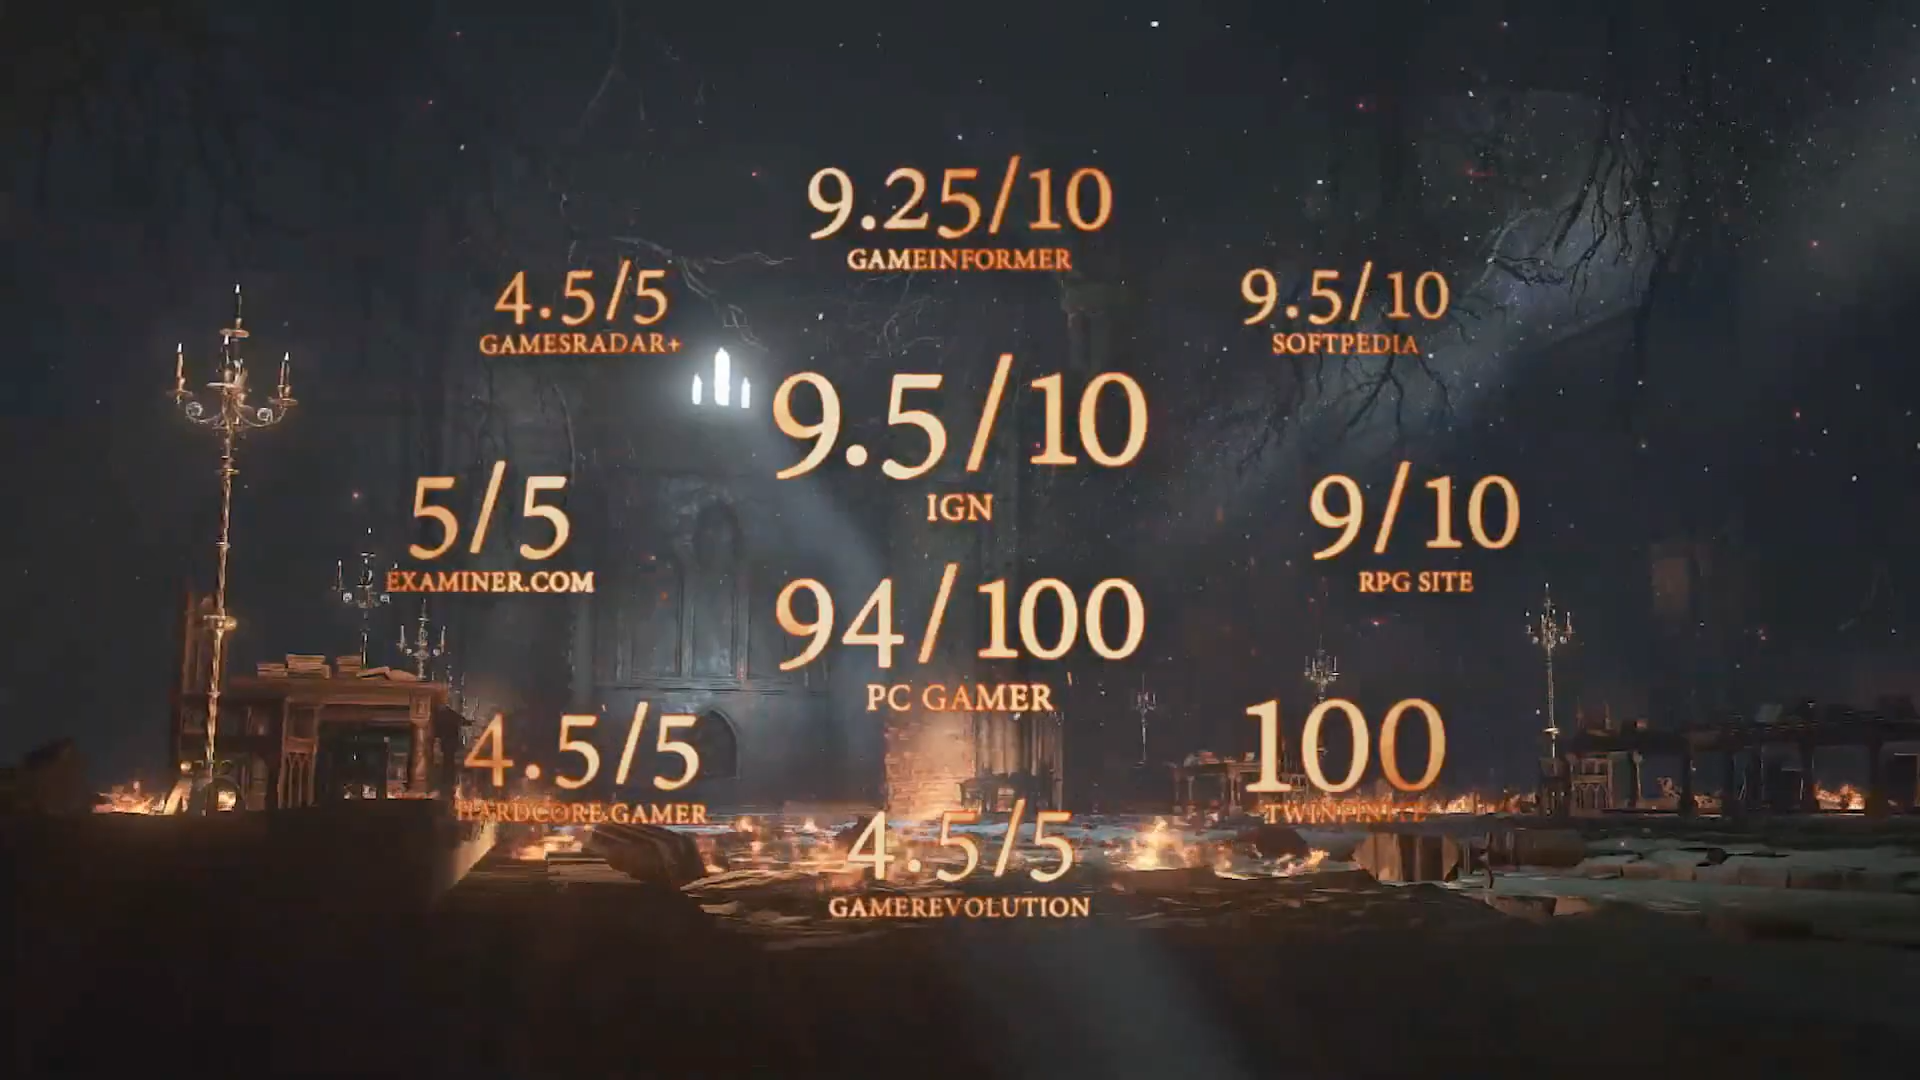 9.25/10
GAMEINFORMER
4.5/5
GAMESRADAR+
9.5/10
SOFTPEDIA
9.5/10
IGN
5/5
EXAMINER.COM
9/10
RPG SITE
94/100
PC GAMER
4.5/5
HARDCORE GAMER
100
TWINFINITE
4.5/5
GAMEREVOLUTION